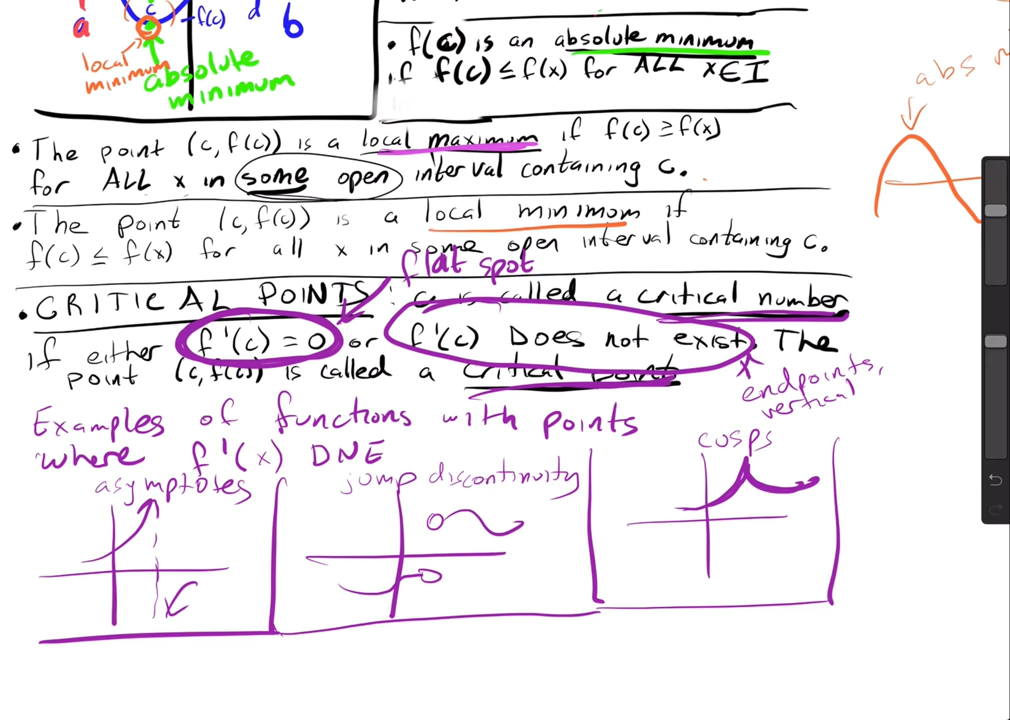 a
c
f(c)
d
b
local
minimum
absolute
minimum
• f(c) is an absolute minimum
if f(c) ≤ f(x) for ALL x∈I
abs
• The point (c, f(c)) is a local maximum if f(c) ≥ f(x)
for ALL x in some open interval containing c.
• The point (c, f(c)) is a local minimum if
f(c) ≤ f(x) for all x in some open interval containing c.
flat spot
• CRITICAL POINTS : c is called a critical number
if either f'(c) = 0 or f'(c) Does not exist. The
point (c, f(c)) is called a critical point
endpoints,
vertical
Examples of functions with points
where f'(x) DNE
asymptotes
jump discontinuity
cusps